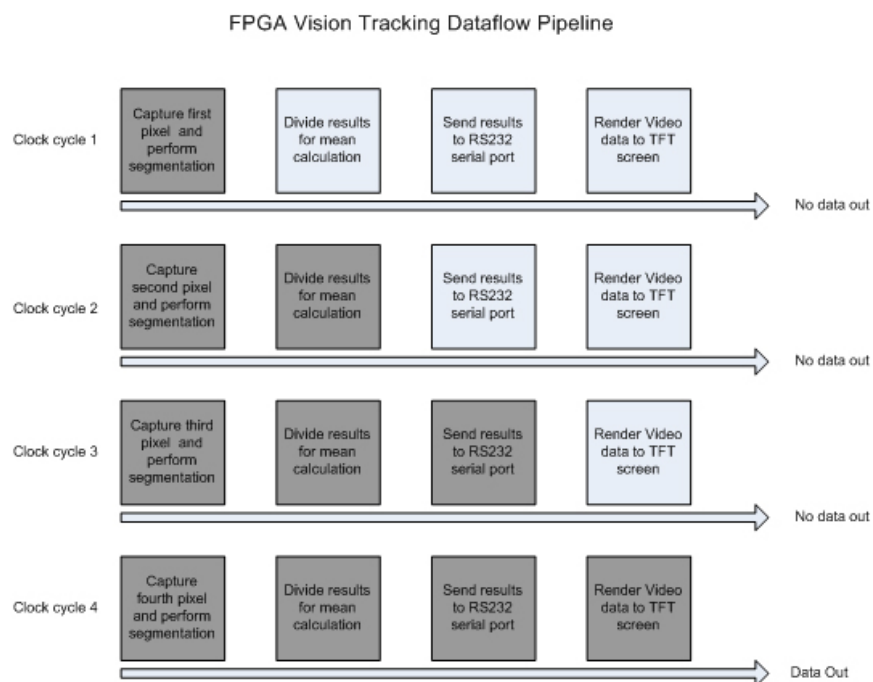 FPGA Vision Tracking Dataflow Pipeline
Clock cycle 1
Capture first
pixel and
perform
segmentation
Divide results
for mean
calculation
Send results
to RS232
serial port
Render Video
data to TFT
screen
No data out
Clock cycle 2
Capture
second pixel
and perform
segmentation
Divide results
for mean
calculation
Send results
to RS232
serial port
Render Video
data to TFT
screen
No data out
Clock cycle 3
Capture third
pixel and
perform
segmentation
Divide results
for mean
calculation
Send results
to RS232
serial port
Render Video
data to TFT
screen
No data out
Clock cycle 4
Capture
fourth pixel
and perform
segmentation
Divide results
for mean
calculation
Send results
to RS232
serial port
Render Video
data to TFT
screen
Data Out